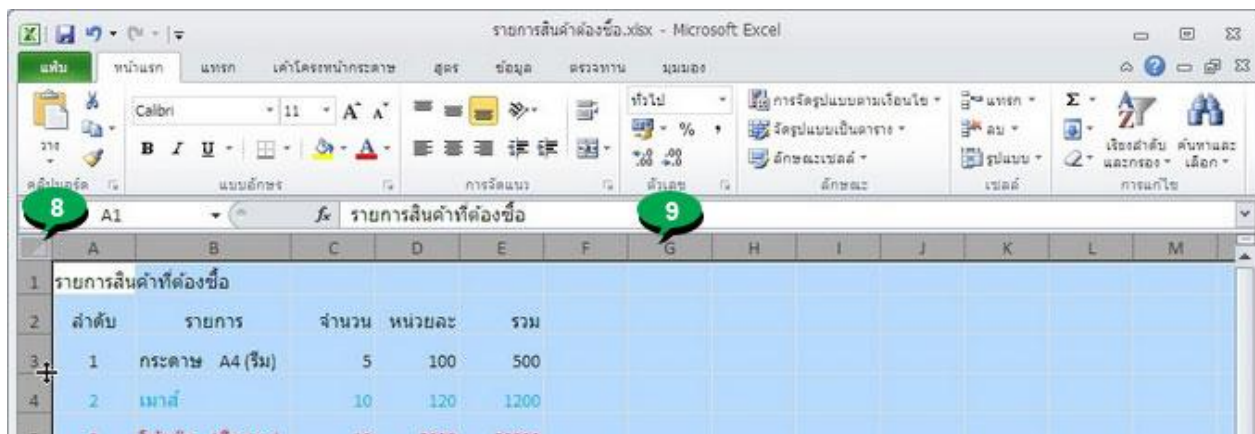 รายการสินค้าต้องซื้อ.xlsx - Microsoft Excel
แฟ้ม หน้าแรก แทรก เค้าโครงหน้ากระดาษ สูตร ข้อมูล ตรวจทาน มุมมอง
Calibri 11 ทั่วไป การจัดรูปแบบตามเงื่อนไข แทรก
วาง B I U % จัดรูปแบบเป็นตาราง ลบ เรียงลำดับ ค้นหาและ
ลักษณะเซลล์ รูปแบบ และกรอง เลือก
คลิปบอร์ด แบบอักษร การจัดแนว ตัวเลข ลักษณะ เซลล์ การแก้ไข
8 A1 fx รายการสินค้าที่ต้องซื้อ 9
A B C D E F G H I J K L M
1 รายการสินค้าที่ต้องซื้อ
2 ลำดับ รายการ จำนวน หน่วยละ รวม
3 1 กระดาษ A4 (รีม) 5 100 500
4 2 เมาส์ 10 120 1200